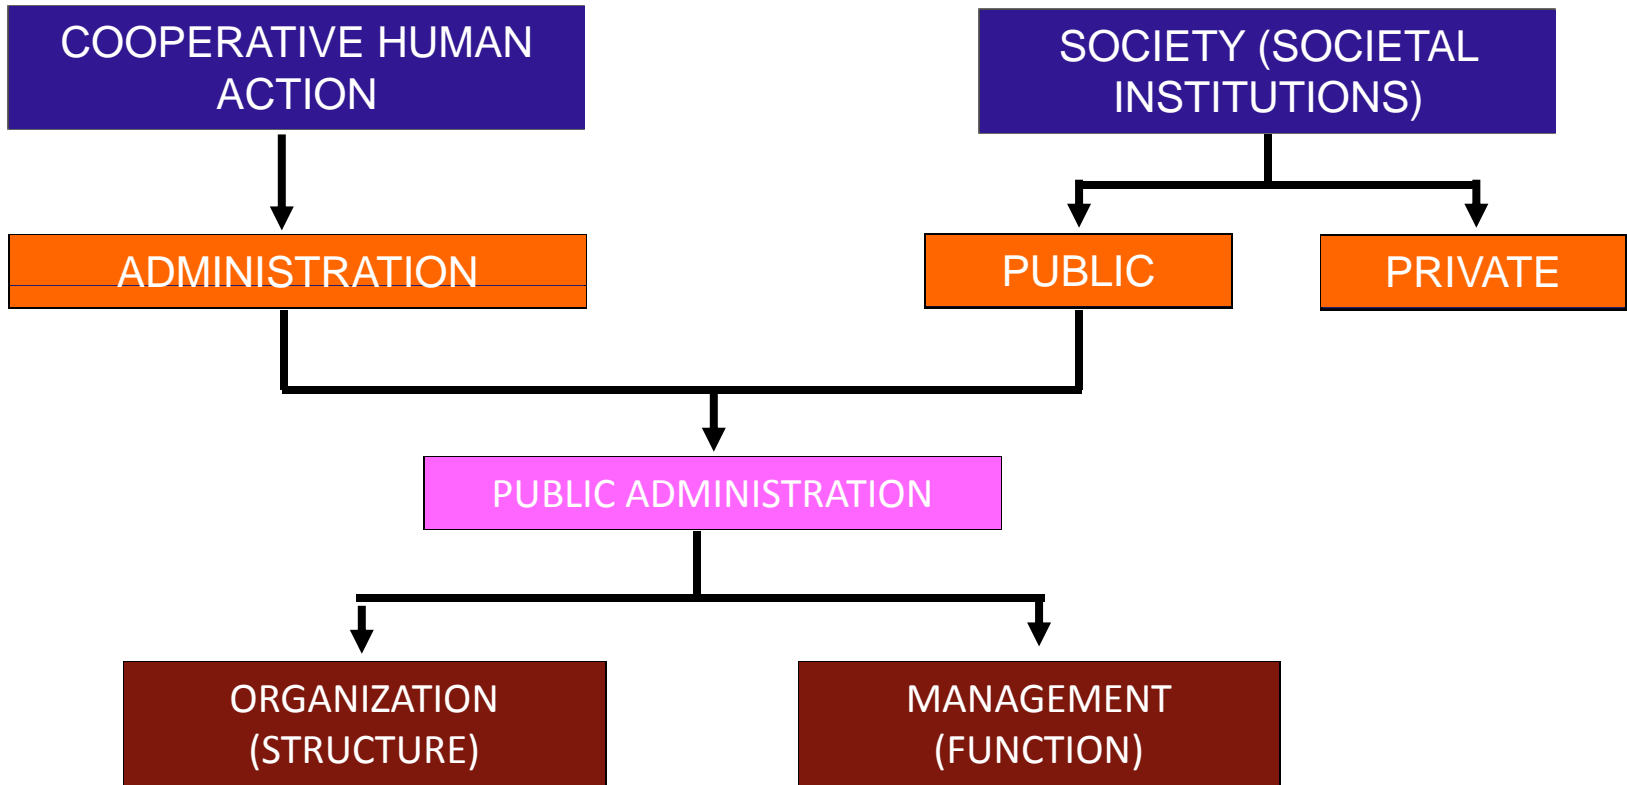 COOPERATIVE HUMAN
ACTION
SOCIETY (SOCIETAL
INSTITUTIONS)
ADMINISTRATION
PUBLIC
PRIVATE
PUBLIC ADMINISTRATION
ORGANIZATION
(STRUCTURE)
MANAGEMENT
(FUNCTION)